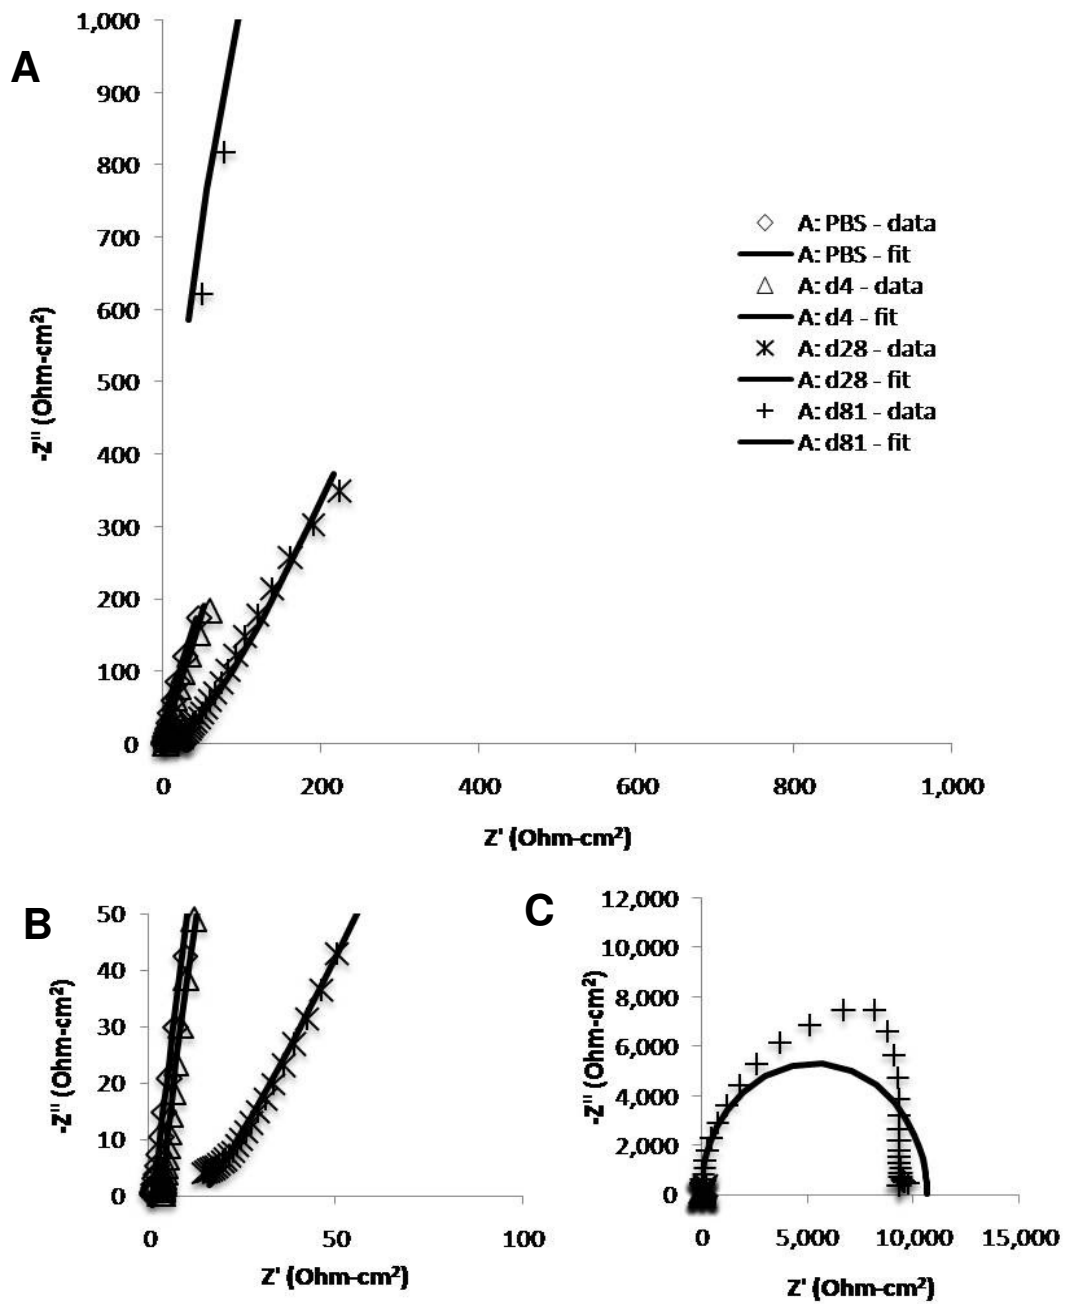 A
1,000
900
800
700
600
500
400
300
200
100
0
-Z'' (Ohm-cm²)
0 200 400 600 800 1,000
Z' (Ohm-cm²)
A: PBS - data
A: PBS - fit
A: d4 - data
A: d4 - fit
A: d28 - data
A: d28 - fit
A: d81 - data
A: d81 - fit
B
50
40
30
20
10
0
-Z'' (Ohm-cm²)
0 50 100
Z' (Ohm-cm²)
C
12,000
10,000
8,000
6,000
4,000
2,000
0
-Z'' (Ohm-cm²)
0 5,000 10,000 15,000
Z' (Ohm-cm²)